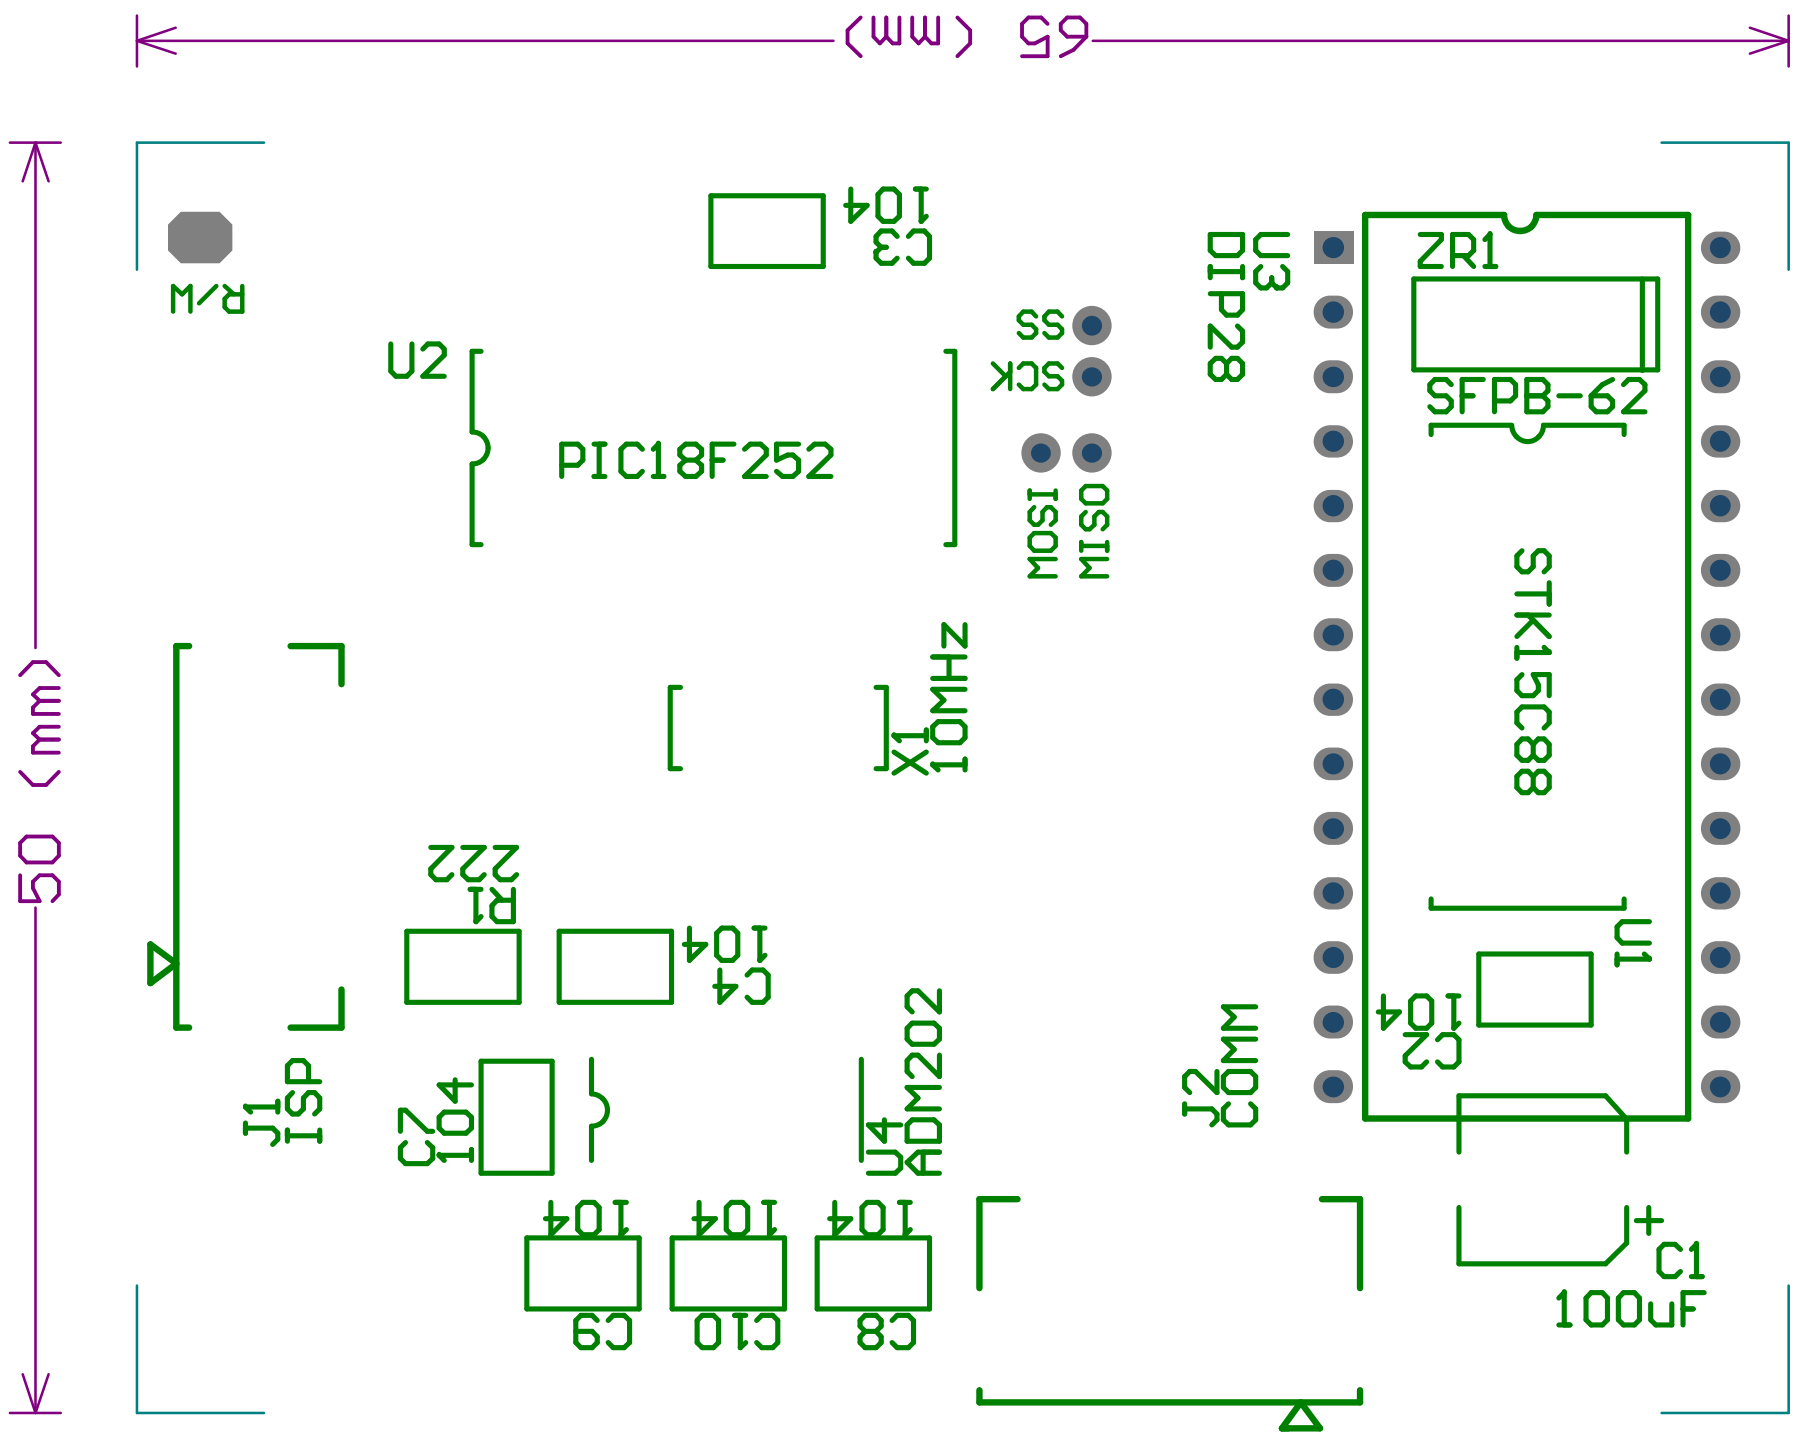 65 (mm)
50 (mm)
R/W
C3
104
U2
PIC18F252
SS
SCK
MOSI
MISO
U3
DIP28
ZR1
SFPB-62
STK15C88
U1
X1
10MHz
R1
222
C4
104
J1
ISP
C7
104
U4
ADM202
J2
COMM
C2
104
104
C9
104
C10
104
C8
+
C1
100uF